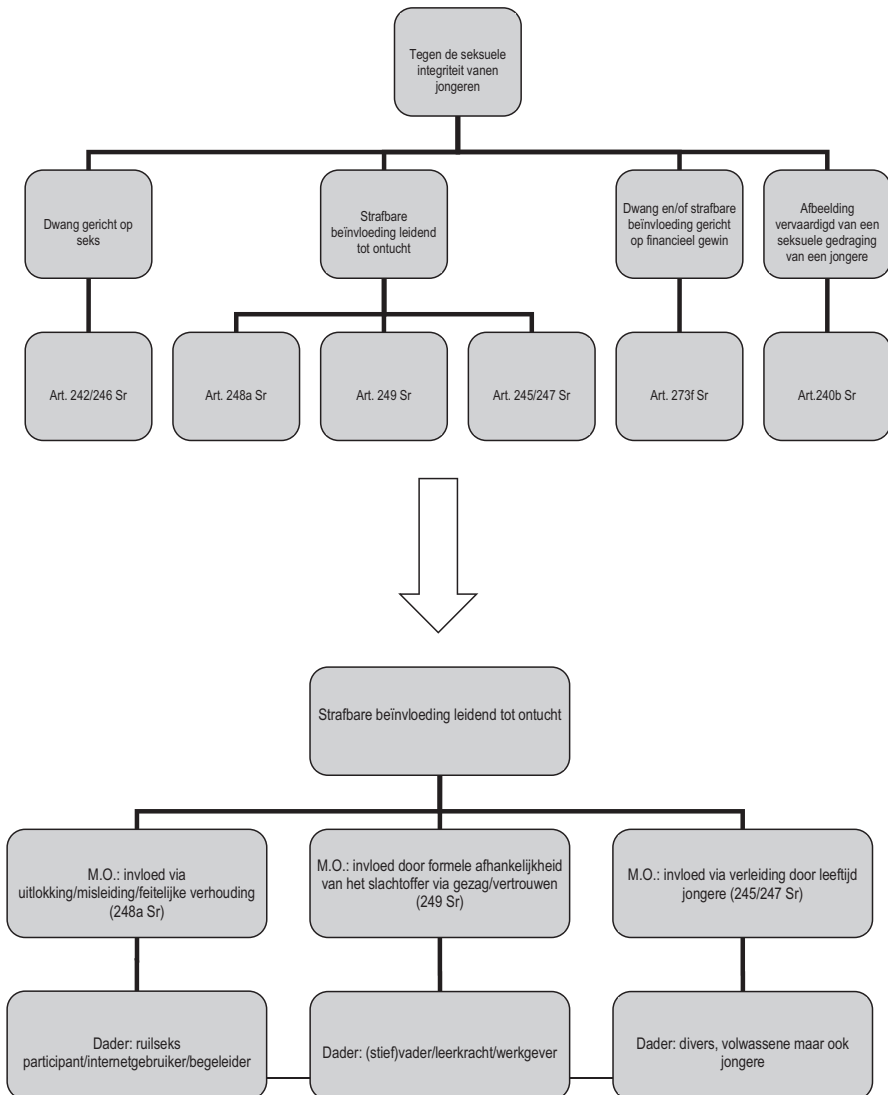 Tegen de seksuele
integriteit vanen
jongeren
Dwang gericht op
seks
Strafbare
beïnvloeding leidend
tot ontucht
Dwang en/of strafbare
beïnvloeding gericht
op financieel gewin
Afbeelding
vervaardigd van een
seksuele gedraging
van een jongere
Art. 242/246 Sr
Art. 248a Sr
Art. 249 Sr
Art. 245/247 Sr
Art. 273f Sr
Art.240b Sr
Strafbare beïnvloeding leidend tot ontucht
M.O.: invloed via
uitlokking/misleiding/feitelijke verhouding
(248a Sr)
M.O.: invloed door formele afhankelijkheid
van het slachtoffer via gezag/vertrouwen
(249 Sr)
M.O.: invloed via verleiding door leeftijd
jongere (245/247 Sr)
Dader: ruilseks
participant/internetgebruiker/begeleider
Dader: (stief)vader/leerkracht/werkgever
Dader: divers, volwassene maar ook
jongere